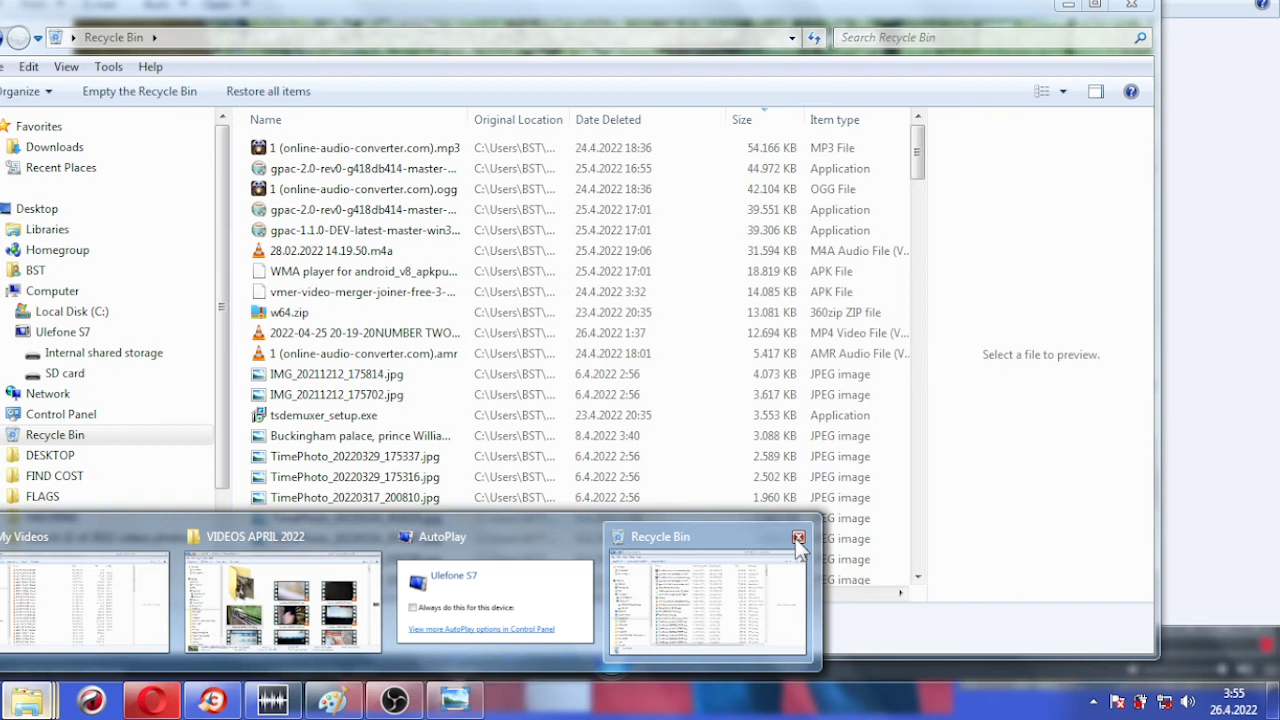 Recycle Bin
Search Recycle Bin
Edit View Tools Help
Organize Empty the Recycle Bin Restore all items
Name Original Location Date Deleted Size Item type
1 (online-audio-converter.com).mp3 C:\Users\BST\... 24.4.2022 18:36 54.166 KB MP3 File
gpac-2.0-rev0-g418db414-master-... C:\Users\BST\... 25.4.2022 16:55 44.972 KB Application
1 (online-audio-converter.com).ogg C:\Users\BST\... 24.4.2022 18:36 42.104 KB OGG File
gpac-2.0-rev0-g418db414-master-... C:\Users\BST\... 25.4.2022 17:01 39.551 KB Application
gpac-1.1.0-DEV-latest-master-win3... C:\Users\BST\... 25.4.2022 17:01 39.306 KB Application
28.02.2022 14.19.50.m4a C:\Users\BST\... 25.4.2022 19:06 31.594 KB M4A Audio File (V...
WMA player for android_v8_apkpu... C:\Users\BST\... 25.4.2022 17:01 18.819 KB APK File
vmer-video-merger-joiner-free-3-... C:\Users\BST\... 24.4.2022 3:32 14.085 KB APK File
w64.zip C:\Users\BST\... 23.4.2022 20:35 13.081 KB 360zip ZIP file
2022-04-25 20-19-20NUMBER TWO... C:\Users\BST\... 26.4.2022 1:37 12.694 KB MP4 Video File (V...
1 (online-audio-converter.com).amr C:\Users\BST\... 24.4.2022 18:01 5.417 KB AMR Audio File (V...
IMG_20211212_175814.jpg C:\Users\BST\... 6.4.2022 2:56 4.073 KB JPEG image
IMG_20211212_175702.jpg C:\Users\BST\... 6.4.2022 2:56 3.617 KB JPEG image
tsdemuxer_setup.exe C:\Users\BST\... 23.4.2022 20:35 3.553 KB Application
Buckingham palace, prince Willia... C:\Users\BST\... 8.4.2022 3:40 3.088 KB JPEG image
TimePhoto_20220329_175337.jpg C:\Users\BST\... 6.4.2022 2:56 2.589 KB JPEG image
TimePhoto_20220329_175316.jpg C:\Users\BST\... 6.4.2022 2:56 2.502 KB JPEG image
TimePhoto_20220317_200810.jpg C:\Users\BST\... 6.4.2022 2:56 1.960 KB JPEG image
JPEG image
JPEG image
JPEG image
JPEG image
Favorites
Downloads
Recent Places
Desktop
Libraries
Homegroup
BST
Computer
Local Disk (C:)
Ulefone S7
Internal shared storage
SD card
Network
Control Panel
Recycle Bin
DESKTOP
FIND COST
FLAGS
Select a file to preview.
My Videos
VIDEOS APRIL 2022
AutoPlay
Recycle Bin
Ulefone S7
Always do this for this device.
View more AutoPlay options in Control Panel
3:55
26.4.2022